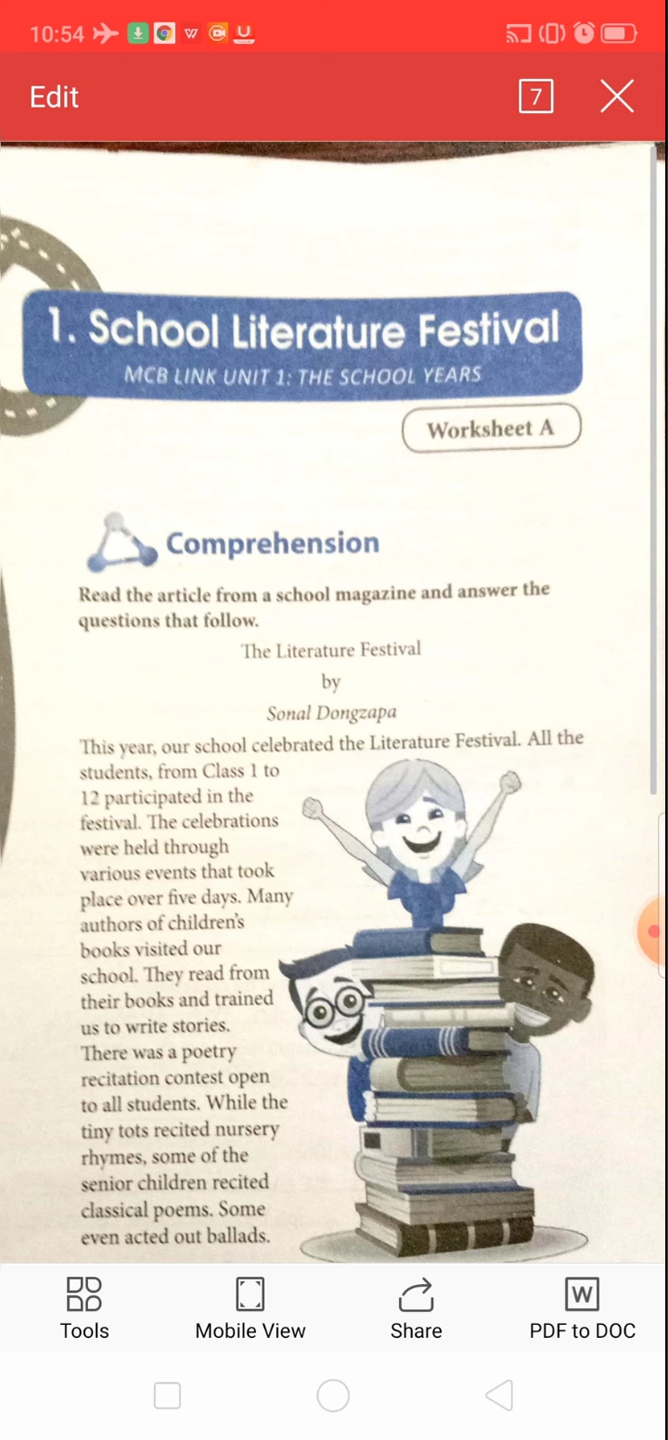 10:54
Edit
7
1. School Literature Festival
MCB LINK UNIT 1: THE SCHOOL YEARS
Worksheet A
Comprehension
Read the article from a school magazine and answer the
questions that follow.
The Literature Festival
by
Sonal Dongzapa
This year, our school celebrated the Literature Festival. All the
students, from Class 1 to
12 participated in the
festival. The celebrations
were held through
various events that took
place over five days. Many
authors of children's
books visited our
school. They read from
their books and trained
us to write stories.
There was a poetry
recitation contest open
to all students. While the
tiny tots recited nursery
rhymes, some of the
senior children recited
classical poems. Some
even acted out ballads.
Tools
Mobile View
Share
W
PDF to DOC